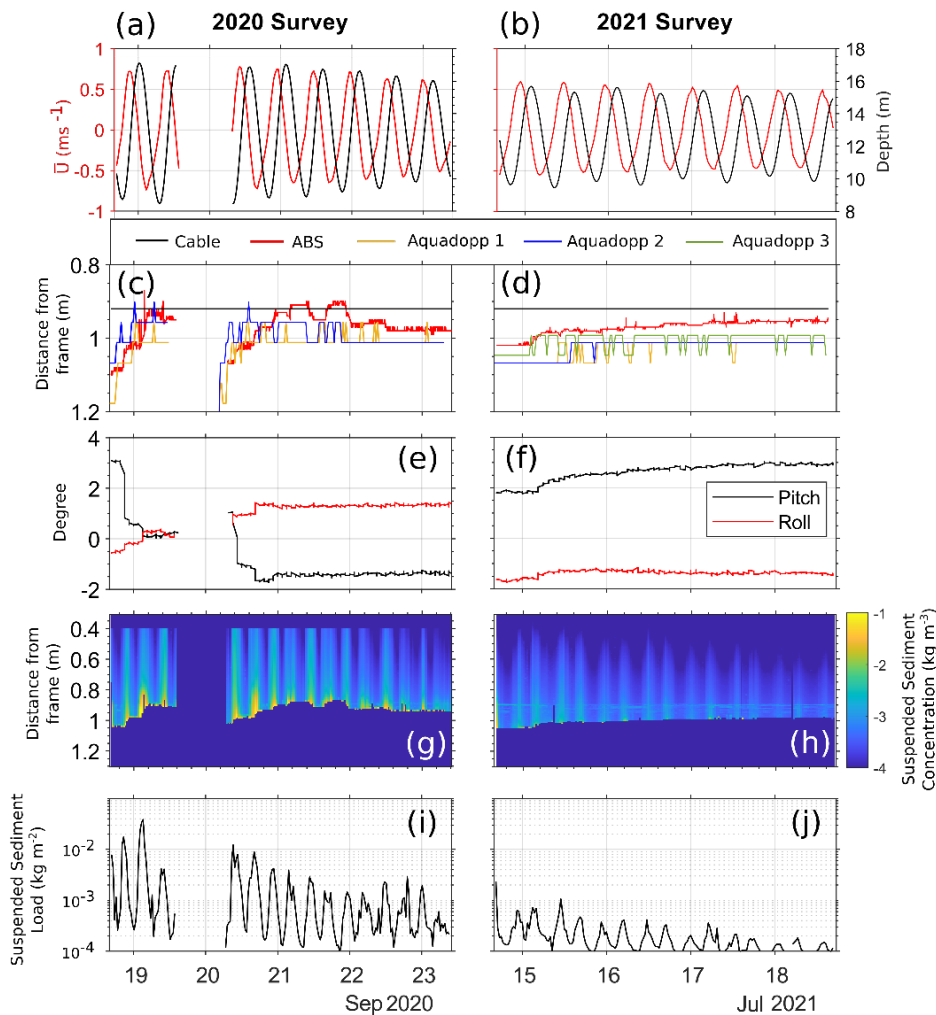 (a) 2020 Survey
(b) 2021 Survey
1
0.5
0
-0.5
-1
U̅ (ms -1)
18
16
14
12
10
8
Depth (m)
Cable ABS Aquadopp 1 Aquadopp 2 Aquadopp 3
(c)
(d)
0.8
1
1.2
Distance from
frame (m)
(e)
(f)
4
2
0
-2
Degree
Pitch
Roll
(g)
(h)
0.4
0.6
0.8
1
1.2
Distance from
frame (m)
-1
-2
-3
-4
Suspended Sediment
Concentration (kg m-3)
(i)
(j)
10-2
10-3
10-4
Suspended Sediment
Load (kg m-2)
19 20 21 22 23
Sep 2020
15 16 17 18
Jul 2021